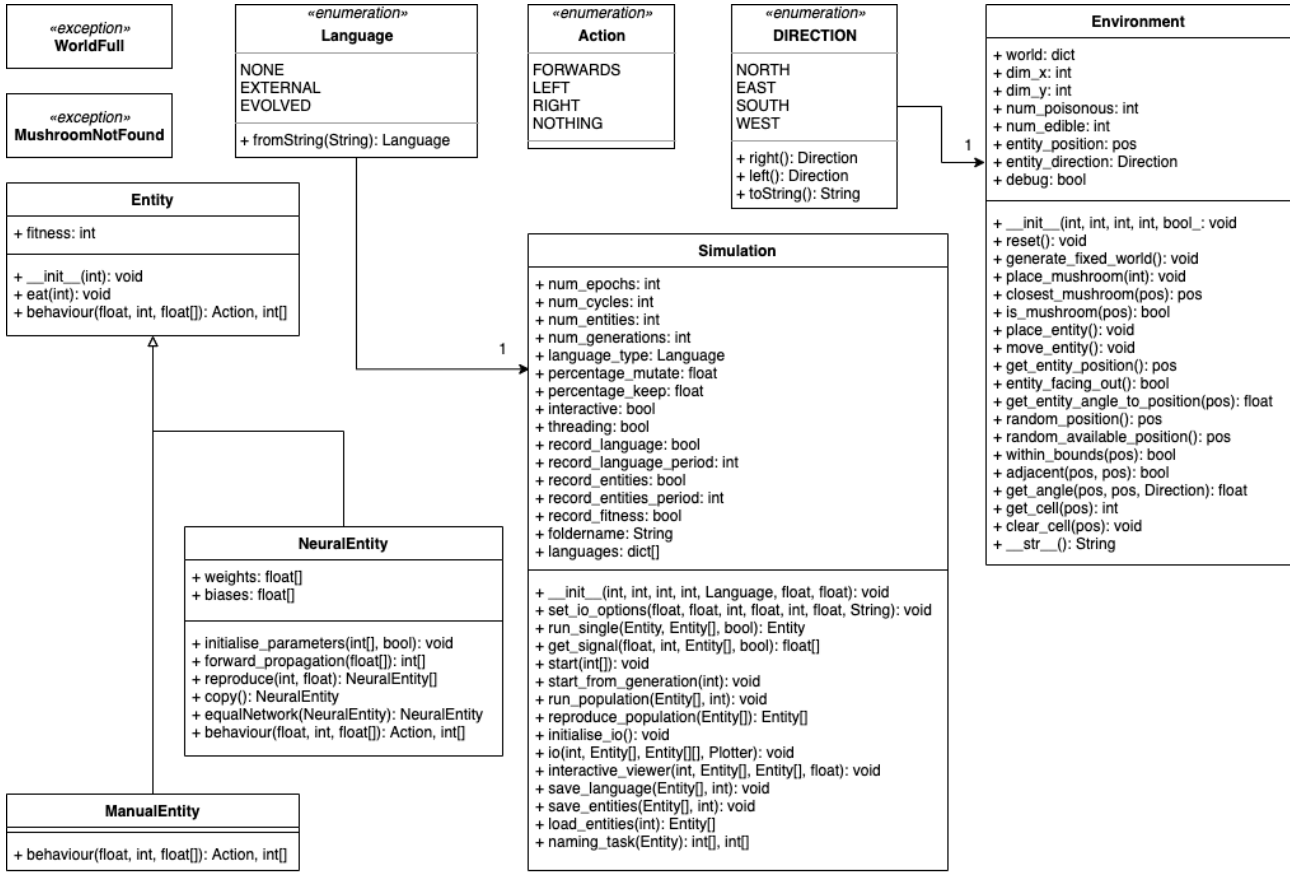 «exception»
WorldFull
«exception»
MushroomNotFound
«enumeration»
Language
NONE
EXTERNAL
EVOLVED
+ fromString(String): Language
«enumeration»
Action
FORWARDS
LEFT
RIGHT
NOTHING
«enumeration»
DIRECTION
NORTH
EAST
SOUTH
WEST
+ right(): Direction
+ left(): Direction
+ toString(): String
1
Environment
+ world: dict
+ dim_x: int
+ dim_y: int
+ num_poisonous: int
+ num_edible: int
+ entity_position: pos
+ entity_direction: Direction
+ debug: bool
+ __init__(int, int, int, int, bool_: void
+ reset(): void
+ generate_fixed_world(): void
+ place_mushroom(int): void
+ closest_mushroom(pos): pos
+ is_mushroom(pos): bool
+ place_entity(): void
+ move_entity(): void
+ get_entity_position(): pos
+ entity_facing_out(): bool
+ get_entity_angle_to_position(pos): float
+ random_position(): pos
+ random_available_position(): pos
+ within_bounds(pos): bool
+ adjacent(pos, pos): bool
+ get_angle(pos, pos, Direction): float
+ get_cell(pos): int
+ clear_cell(pos): void
+ __str__(): String
Entity
+ fitness: int
+ __init__(int): void
+ eat(int): void
+ behaviour(float, int, float[]): Action, int[]
1
Simulation
+ num_epochs: int
+ num_cycles: int
+ num_entities: int
+ num_generations: int
+ language_type: Language
+ percentage_mutate: float
+ percentage_keep: float
+ interactive: bool
+ threading: bool
+ record_language: bool
+ record_language_period: int
+ record_entities: bool
+ record_entities_period: int
+ record_fitness: bool
+ foldername: String
+ languages: dict[]
+ __init__(int, int, int, int, Language, float, float): void
+ set_io_options(float, float, int, float, int, float, String): void
+ run_single(Entity, Entity[], bool): Entity
+ get_signal(float, int, Entity[], bool): float[]
+ start(int[]): void
+ start_from_generation(int): void
+ run_population(Entity[], int): void
+ reproduce_population(Entity[]): Entity[]
+ initialise_io(): void
+ io(int, Entity[], Entity[][], Plotter): void
+ interactive_viewer(int, Entity[], Entity[], float): void
+ save_language(Entity[], int): void
+ save_entities(Entity[], int): void
+ load_entities(int): Entity[]
+ naming_task(Entity): int[], int[]
NeuralEntity
+ weights: float[]
+ biases: float[]
+ initialise_parameters(int[], bool): void
+ forward_propagation(float[]): int[]
+ reproduce(int, float): NeuralEntity[]
+ copy(): NeuralEntity
+ equalNetwork(NeuralEntity): NeuralEntity
+ behaviour(float, int, float[]): Action, int[]
ManualEntity
+ behaviour(float, int, float[]): Action, int[]